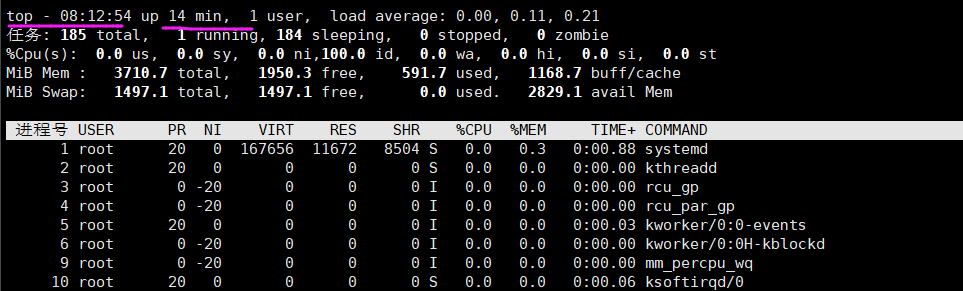 top - 08:12:54 up 14 min,  1 user,  load average: 0.00, 0.11, 0.21
任务: 185 total,   1 running, 184 sleeping,   0 stopped,   0 zombie
%Cpu(s):  0.0 us,  0.0 sy,  0.0 ni,100.0 id,  0.0 wa,  0.0 hi,  0.0 si,  0.0 st
MiB Mem :   3710.7 total,   1950.3 free,    591.7 used,   1168.7 buff/cache
MiB Swap:   1497.1 total,   1497.1 free,      0.0 used.   2829.1 avail Mem
进程号 USER      PR  NI    VIRT    RES    SHR    %CPU  %MEM     TIME+ COMMAND
1 root      20   0  167656  11672   8504 S   0.0   0.3   0:00.88 systemd
2 root      20   0       0      0      0 S   0.0   0.0   0:00.00 kthreadd
3 root       0 -20       0      0      0 I   0.0   0.0   0:00.00 rcu_gp
4 root       0 -20       0      0      0 I   0.0   0.0   0:00.00 rcu_par_gp
5 root      20   0       0      0      0 I   0.0   0.0   0:00.03 kworker/0:0-events
6 root       0 -20       0      0      0 I   0.0   0.0   0:00.00 kworker/0:0H-kblockd
9 root       0 -20       0      0      0 I   0.0   0.0   0:00.00 mm_percpu_wq
10 root      20   0       0      0      0 S   0.0   0.0   0:00.06 ksoftirqd/0